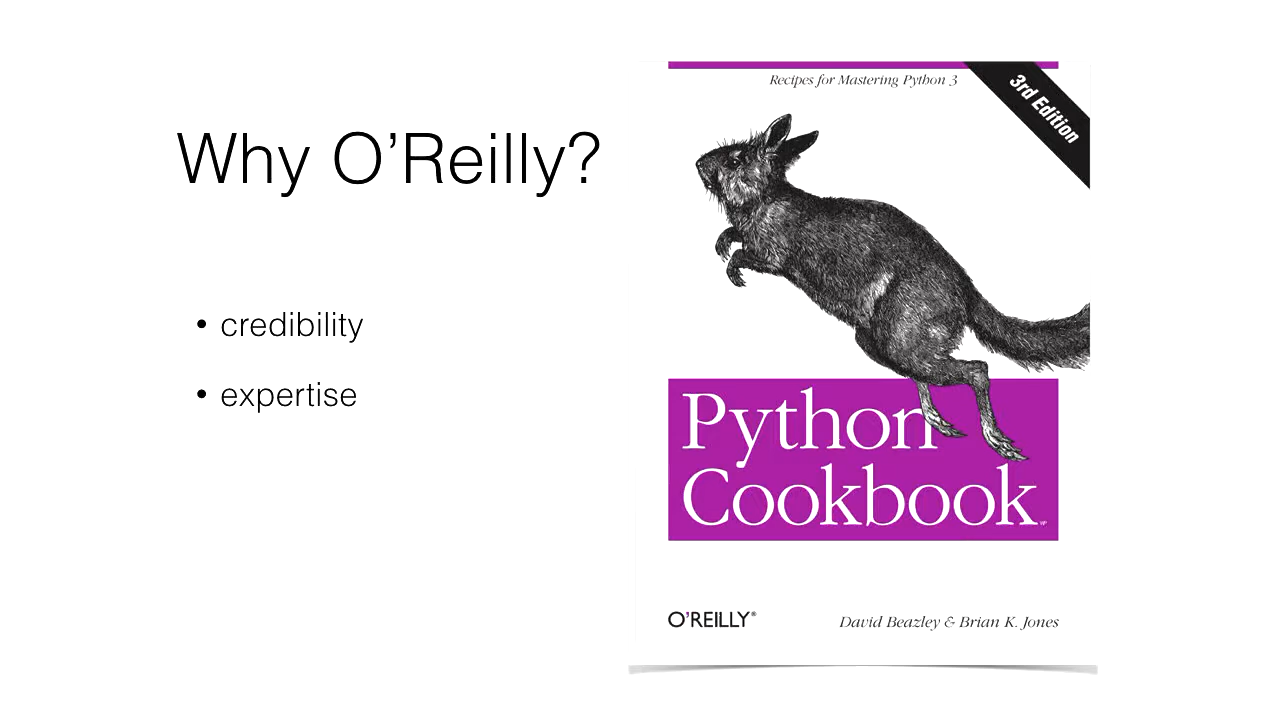 Why O’Reilly?
• credibility
• expertise
Recipes for Mastering Python 3
3rd Edition
Python
Cookbook
O'REILLY®
David Beazley & Brian K. Jones